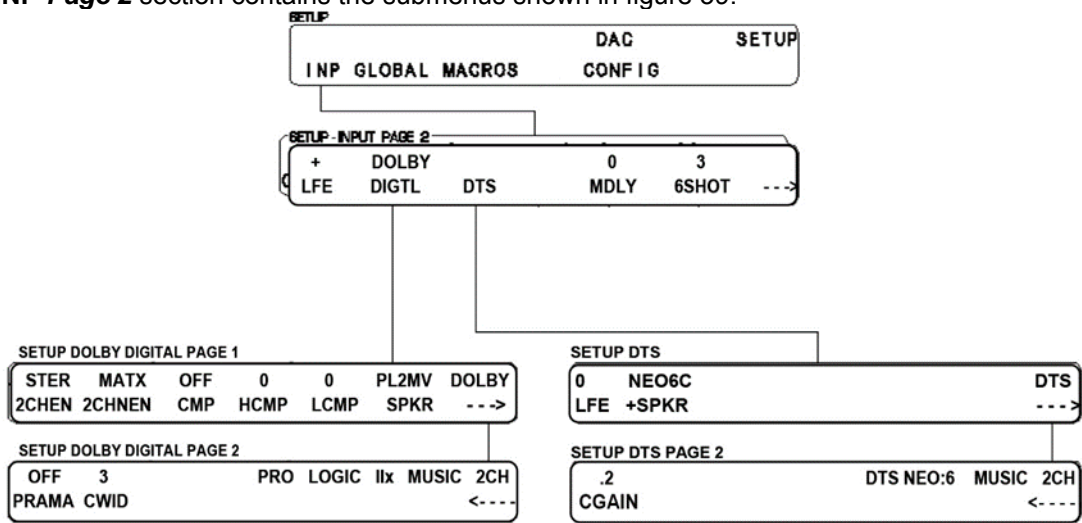 Page 2 section contains the submenus shown in figure
SETUP
DAC SETUP
INP GLOBAL MACROS CONFIG
SETUP - INPUT PAGE 2
+ DOLBY 0 3
LFE DIGTL DTS MDLY 6SHOT --->
SETUP DOLBY DIGITAL PAGE 1
STER MATX OFF 0 0 PL2MV DOLBY
2CHEN 2CHNEN CMP HCMP LCMP SPKR --->
SETUP DOLBY DIGITAL PAGE 2
OFF 3 PRO LOGIC IIx MUSIC 2CH
PRAMA CWID <----
SETUP DTS
0 NEO6C DTS
LFE +SPKR --->
SETUP DTS PAGE 2
.2 DTS NEO:6 MUSIC 2CH
CGAIN <----